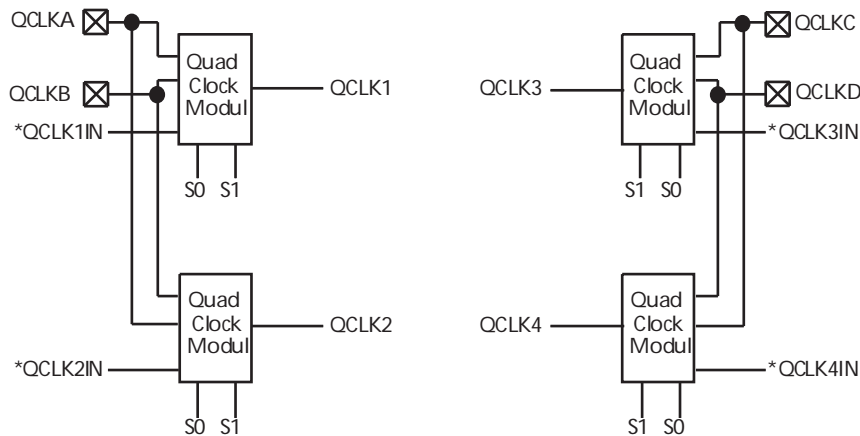 QCLKA
Quad
Clock
Modul
QCLK1
QCLKB
*QCLK1IN
S0 S1
QCLKC
Quad
Clock
Modul
QCLK3
QCLKD
*QCLK3IN
S1 S0
Quad
Clock
Modul
QCLK2
*QCLK2IN
S0 S1
Quad
Clock
Modul
QCLK4
*QCLK4IN
S1 S0